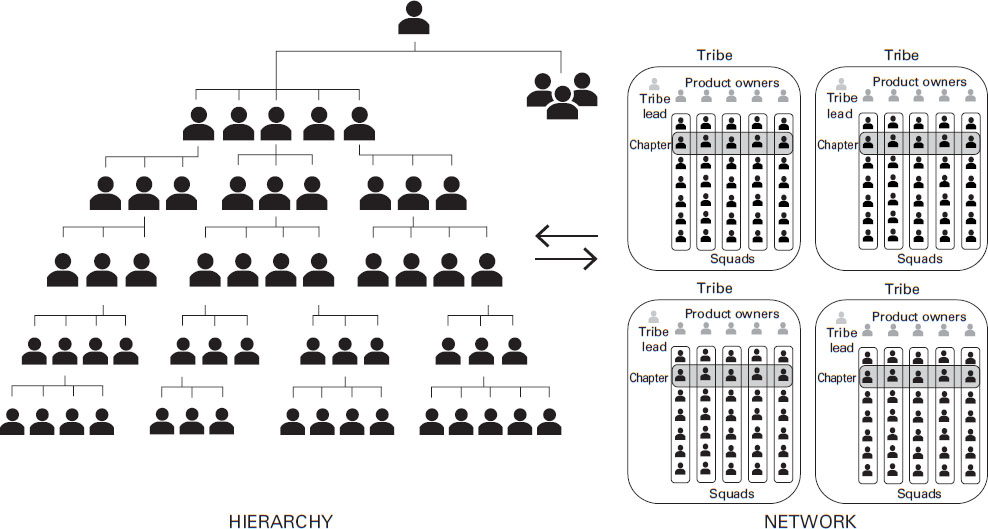 Tribe
Product owners
Tribe
lead
Chapter
Squads
Tribe
Product owners
Tribe
lead
Chapter
Squads
Tribe
Product owners
Tribe
lead
Chapter
Squads
Tribe
Product owners
Tribe
lead
Chapter
Squads
HIERARCHY
NETWORK